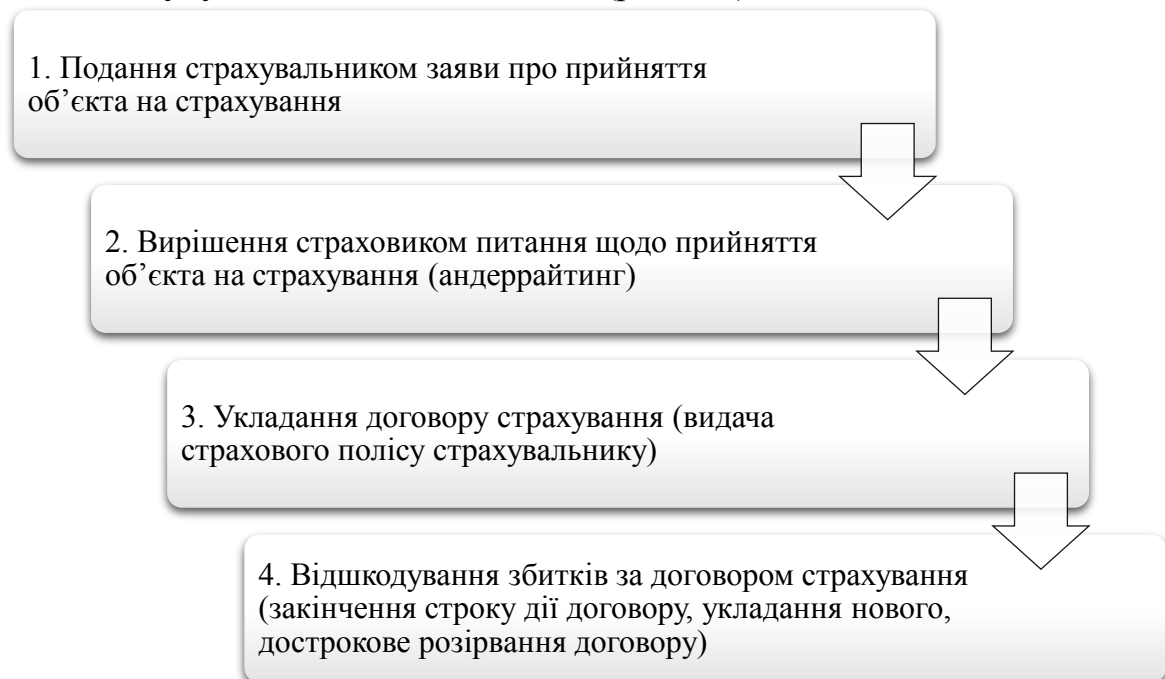 1. Подання страхувальником заяви про прийняття
об’єкта на страхування
2. Вирішення страховиком питання щодо прийняття
об’єкта на страхування (андеррайтинг)
3. Укладання договору страхування (видача
страхового полісу страхувальнику)
4. Відшкодування збитків за договором страхування
(закінчення строку дії договору, укладання нового,
дострокове розірвання договору)